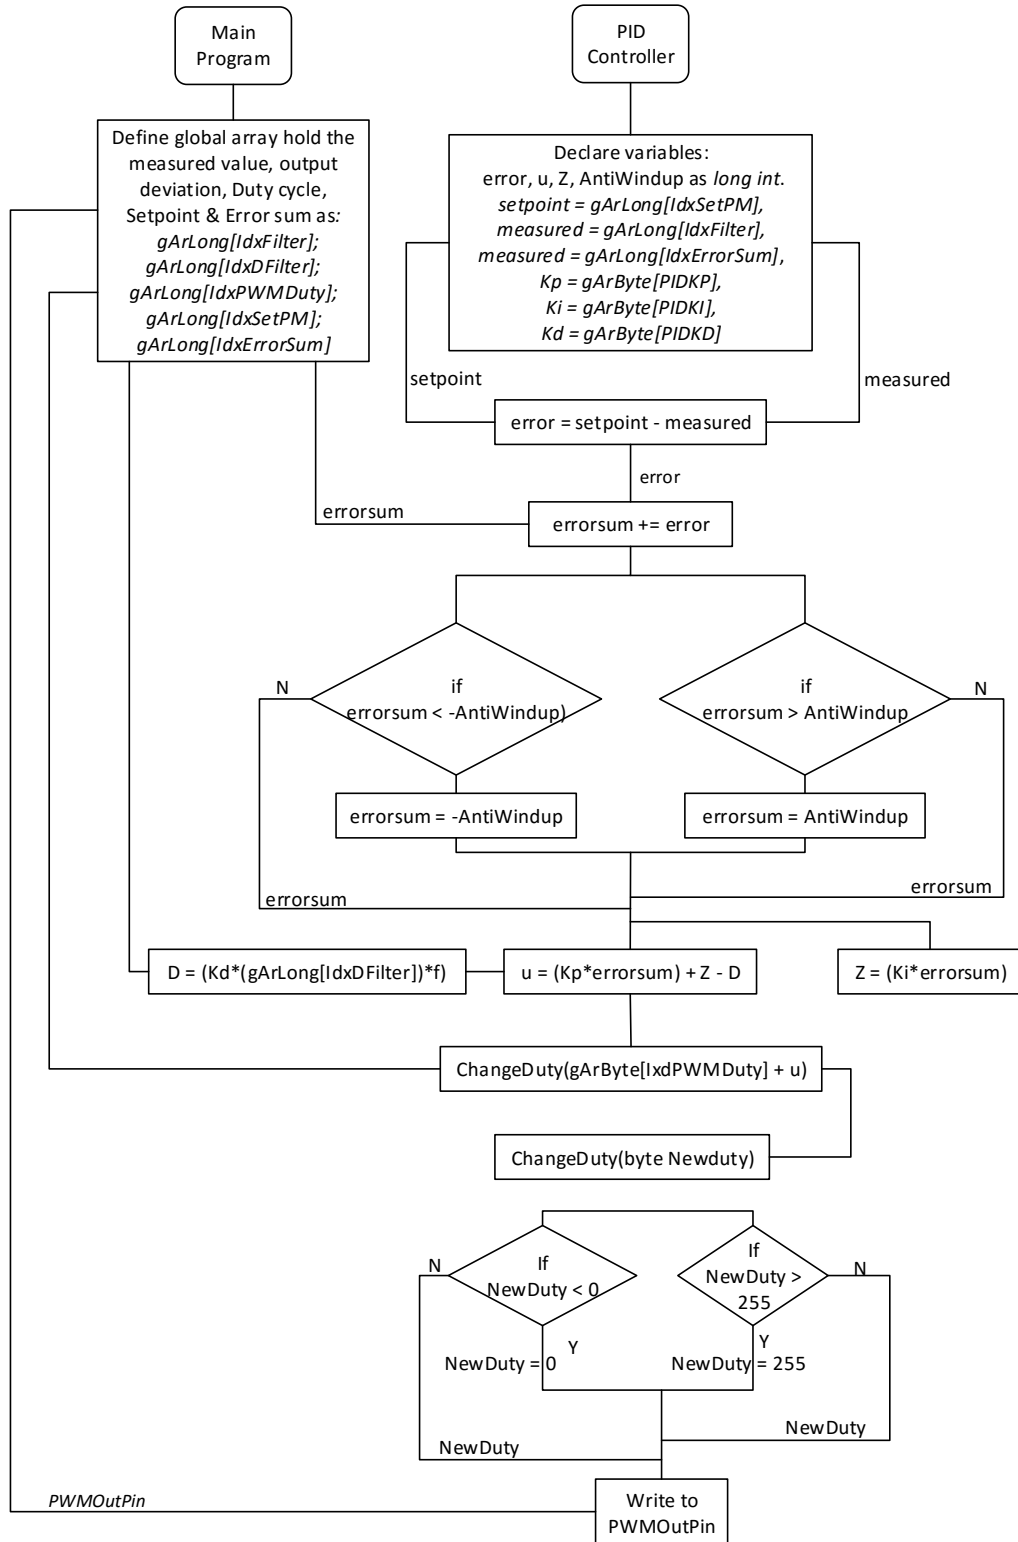 Main
Program
PID
Controller
Define global array hold the
measured value, output
deviation, Duty cycle,
Setpoint & Error sum as:
gArLong[IdxFilter];
gArLong[IdxDFilter];
gArLong[IdxPWMDuty];
gArLong[IdxSetPM];
gArLong[IdxErrorSum]
Declare variables:
error, u, Z, AntiWindup as long int.
setpoint = gArLong[IdxSetPM],
measured = gArLong[IdxFilter],
measured = gArLong[IdxErrorSum],
Kp = gArByte[PIDKP],
Ki = gArByte[PIDKI],
Kd = gArByte[PIDKD]
setpoint
measured
error = setpoint - measured
error
errorsum
errorsum += error
N
if
errorsum < -AntiWindup)
if
errorsum > AntiWindup
N
errorsum = -AntiWindup
errorsum = AntiWindup
errorsum
errorsum
D = (Kd*(gArLong[IdxDFilter])*f)
u = (Kp*errorsum) + Z - D
Z = (Ki*errorsum)
ChangeDuty(gArByte[IxdPWMDuty] + u)
ChangeDuty(byte Newduty)
N
If
NewDuty < 0
If
NewDuty >
255
N
Y
NewDuty = 0
Y
NewDuty = 255
NewDuty
NewDuty
PWMOutPin
Write to
PWMOutPin